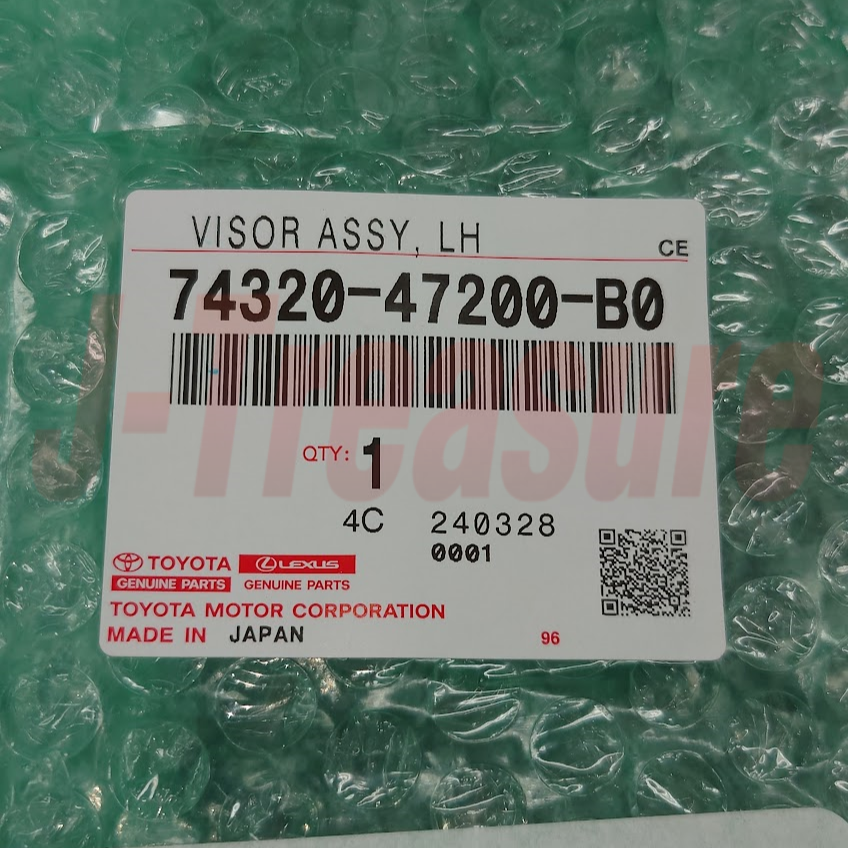 VISOR ASSY, LH
CE
74320-47200-B0
J-Treasure
QTY: 1
4C 240328
0001
TOYOTA LEXUS
GENUINE PARTS GENUINE PARTS
TOYOTA MOTOR CORPORATION
MADE IN JAPAN
96